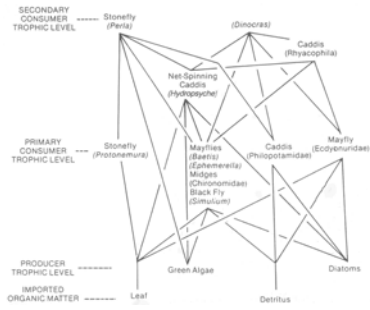 SECONDARY
CONSUMER
TROPHIC LEVEL
Stonefly
(Perla)
(Dinocras)
Caddis
(Rhyacophila)
Net-Spinning
Caddis
(Hydropsyche)
PRIMARY
CONSUMER
TROPHIC LEVEL
Stonefly
(Protonemura)
Mayflies
(Baetis)
(Ephemerella)
Midges
(Chironomidae)
Black Fly
(Simulium)
Caddis
(Philopotamidae)
Mayfly
(Ecdyonuridae)
PRODUCER
TROPHIC LEVEL
Green Algae
Diatoms
IMPORTED
ORGANIC MATTER
Leaf
Detritus